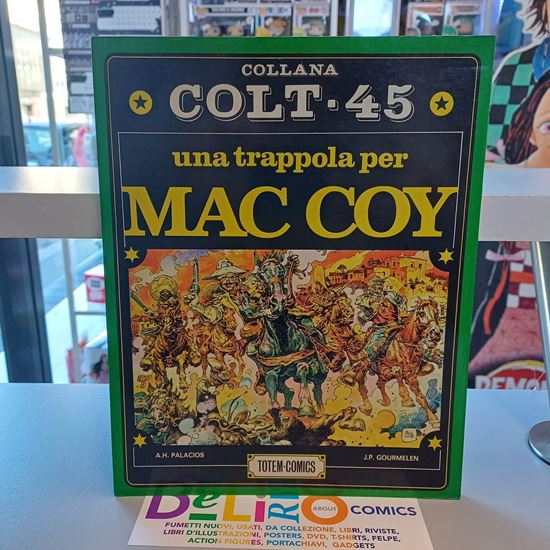 COLLANA
COLT·45
una trappola per
MAC COY
A.H. PALACIOS
J.P. GOURMELEN
TOTEM·COMICS
DeLiRIO
ABOUT
COMICS
FUMETTI NUOVI, USATI, DA COLLEZIONE, LIBRI, RIVISTE,
LIBRI D'ILLUSTRAZIONI, POSTERS, DVD, T-SHIRTS, FELPE,
ACTION FIGURES, PORTACHIAVI, GADGETS